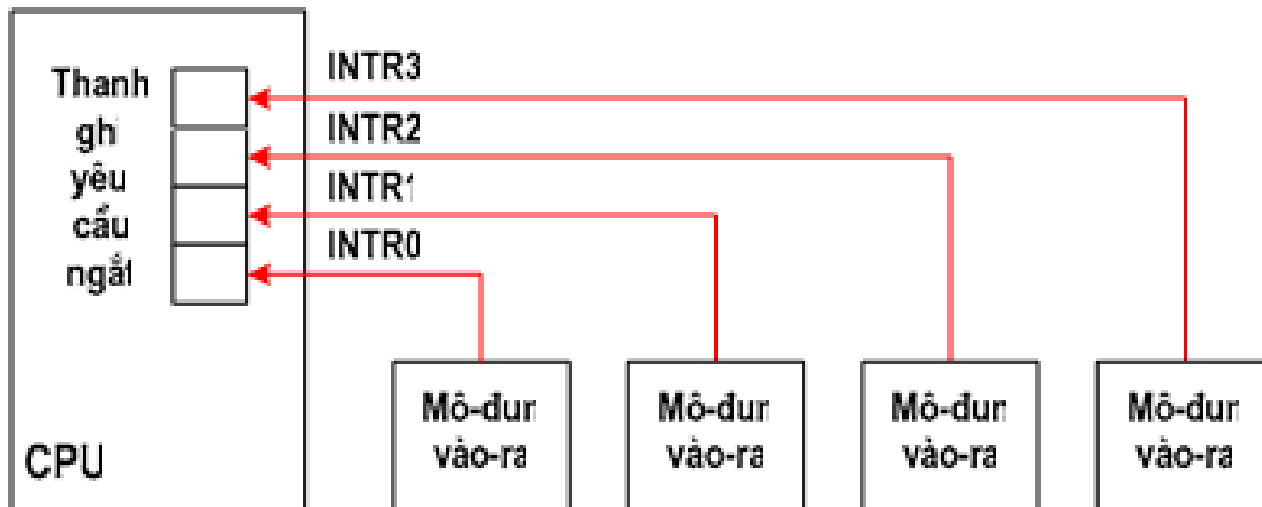 Thanh
ghi
yêu
cầu
ngắt
INTR3
INTR2
INTR1
INTR0
CPU
Mô-đun
vào-ra
Mô-đun
vào-ra
Mô-đun
vào-ra
Mô-đun
vào-ra